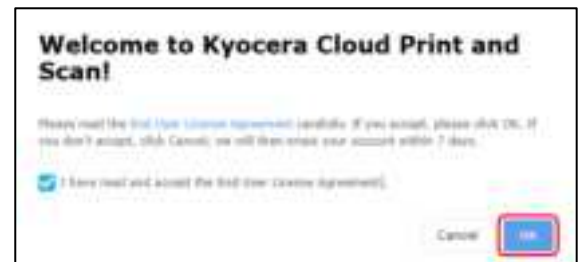 Welcome to Kyocera Cloud Print and
Scan!
Please read the End User License Agreement carefully. If you accept, please click OK. If
you don't accept, click Cancel, we will then erase your account within 7 days.
I have read and accept the End User License Agreement.
Cancel
OK